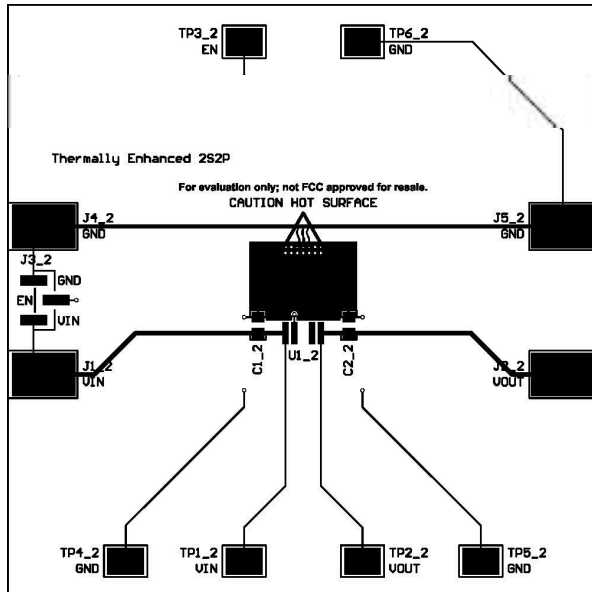 TP3_2
EN
TP6_2
GND
Thermally Enhanced 2S2P
For evaluation only; not FCC approved for resale.
CAUTION HOT SURFACE
J4_2
GND
J5_2
GND
J3_2
GND
EN
VIN
J1_2
VIN
C1_2
U1_2
C2_2
J2_2
VOUT
TP4_2
GND
TP1_2
VIN
TP2_2
VOUT
TP5_2
GND